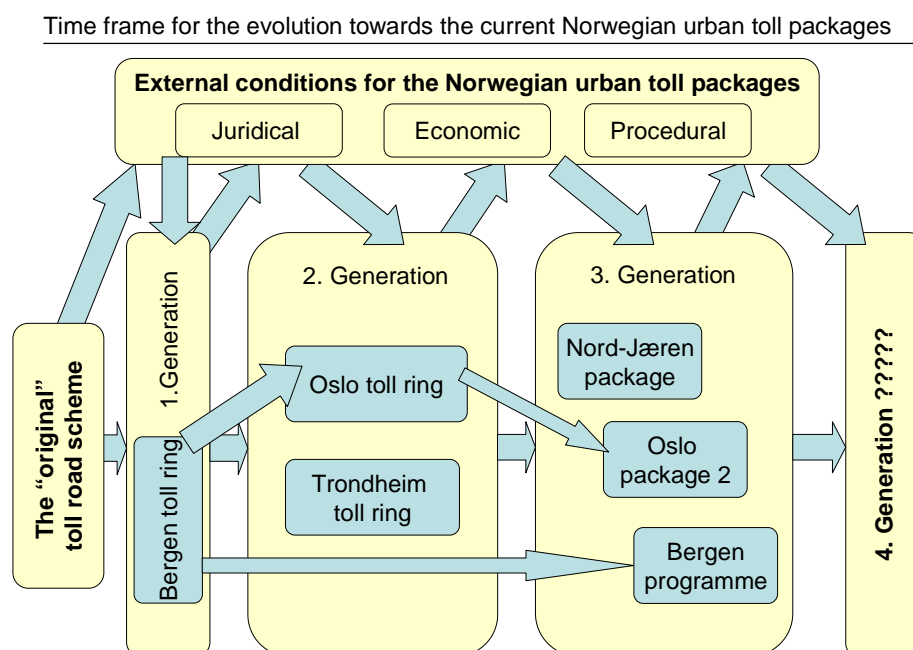 Time frame for the evolution towards the current Norwegian urban toll packages
External conditions for the Norwegian urban toll packages
Juridical
Economic
Procedural
The “original”
toll road scheme
1.Generation
Bergen toll ring
2. Generation
Oslo toll ring
Trondheim
toll ring
3. Generation
Nord-Jæren
package
Oslo
package 2
Bergen
programme
4. Generation ?????